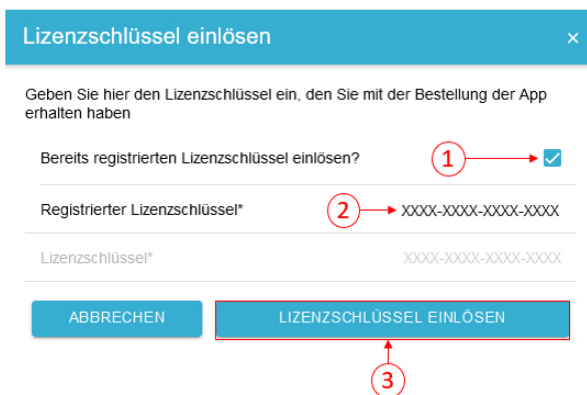 Lizenzschlüssel einlösen ×
Geben Sie hier den Lizenzschlüssel ein, den Sie mit der Bestellung der App
erhalten haben
Bereits registrierten Lizenzschlüssel einlösen? 1
Registrierter Lizenzschlüssel* 2 XXXX-XXXX-XXXX-XXXX
Lizenzschlüssel* XXXX-XXXX-XXXX-XXXX
ABBRECHEN LIZENZSCHLÜSSEL EINLÖSEN
3